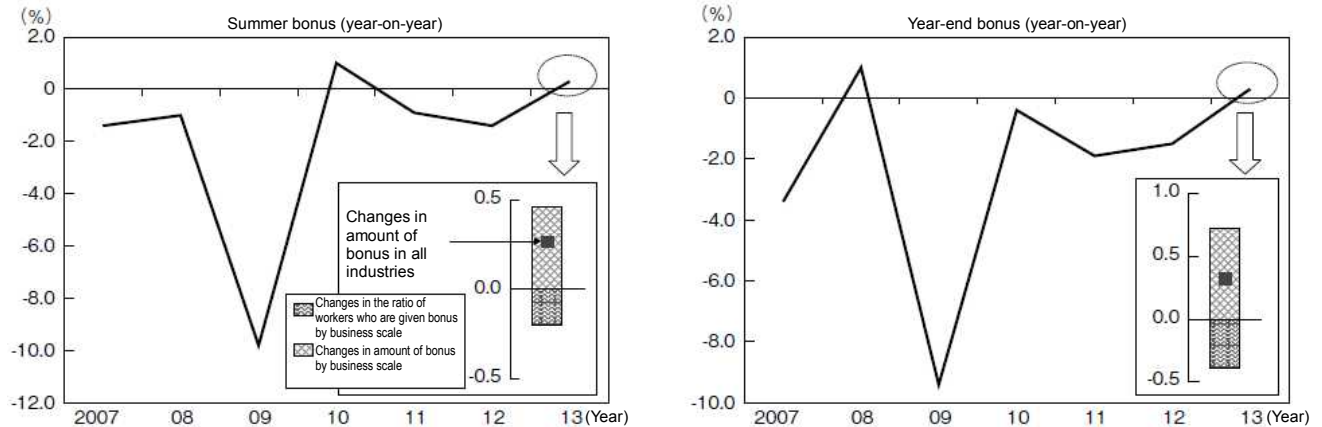 (%)
Summer bonus (year-on-year)
2.0
0
-2.0
-4.0
-6.0
-8.0
-10.0
-12.0
2007 08 09 10 11 12 13 (Year)
Changes in
amount of
bonus in all
industries
0.5
0.0
-0.5
Changes in the ratio of
workers who are given bonus
by business scale
Changes in amount of bonus
by business scale
(%)
Year-end bonus (year-on-year)
2.0
0
-2.0
-4.0
-6.0
-8.0
-10.0
2007 08 09 10 11 12 13 (Year)
1.0
0.5
0.0
-0.5